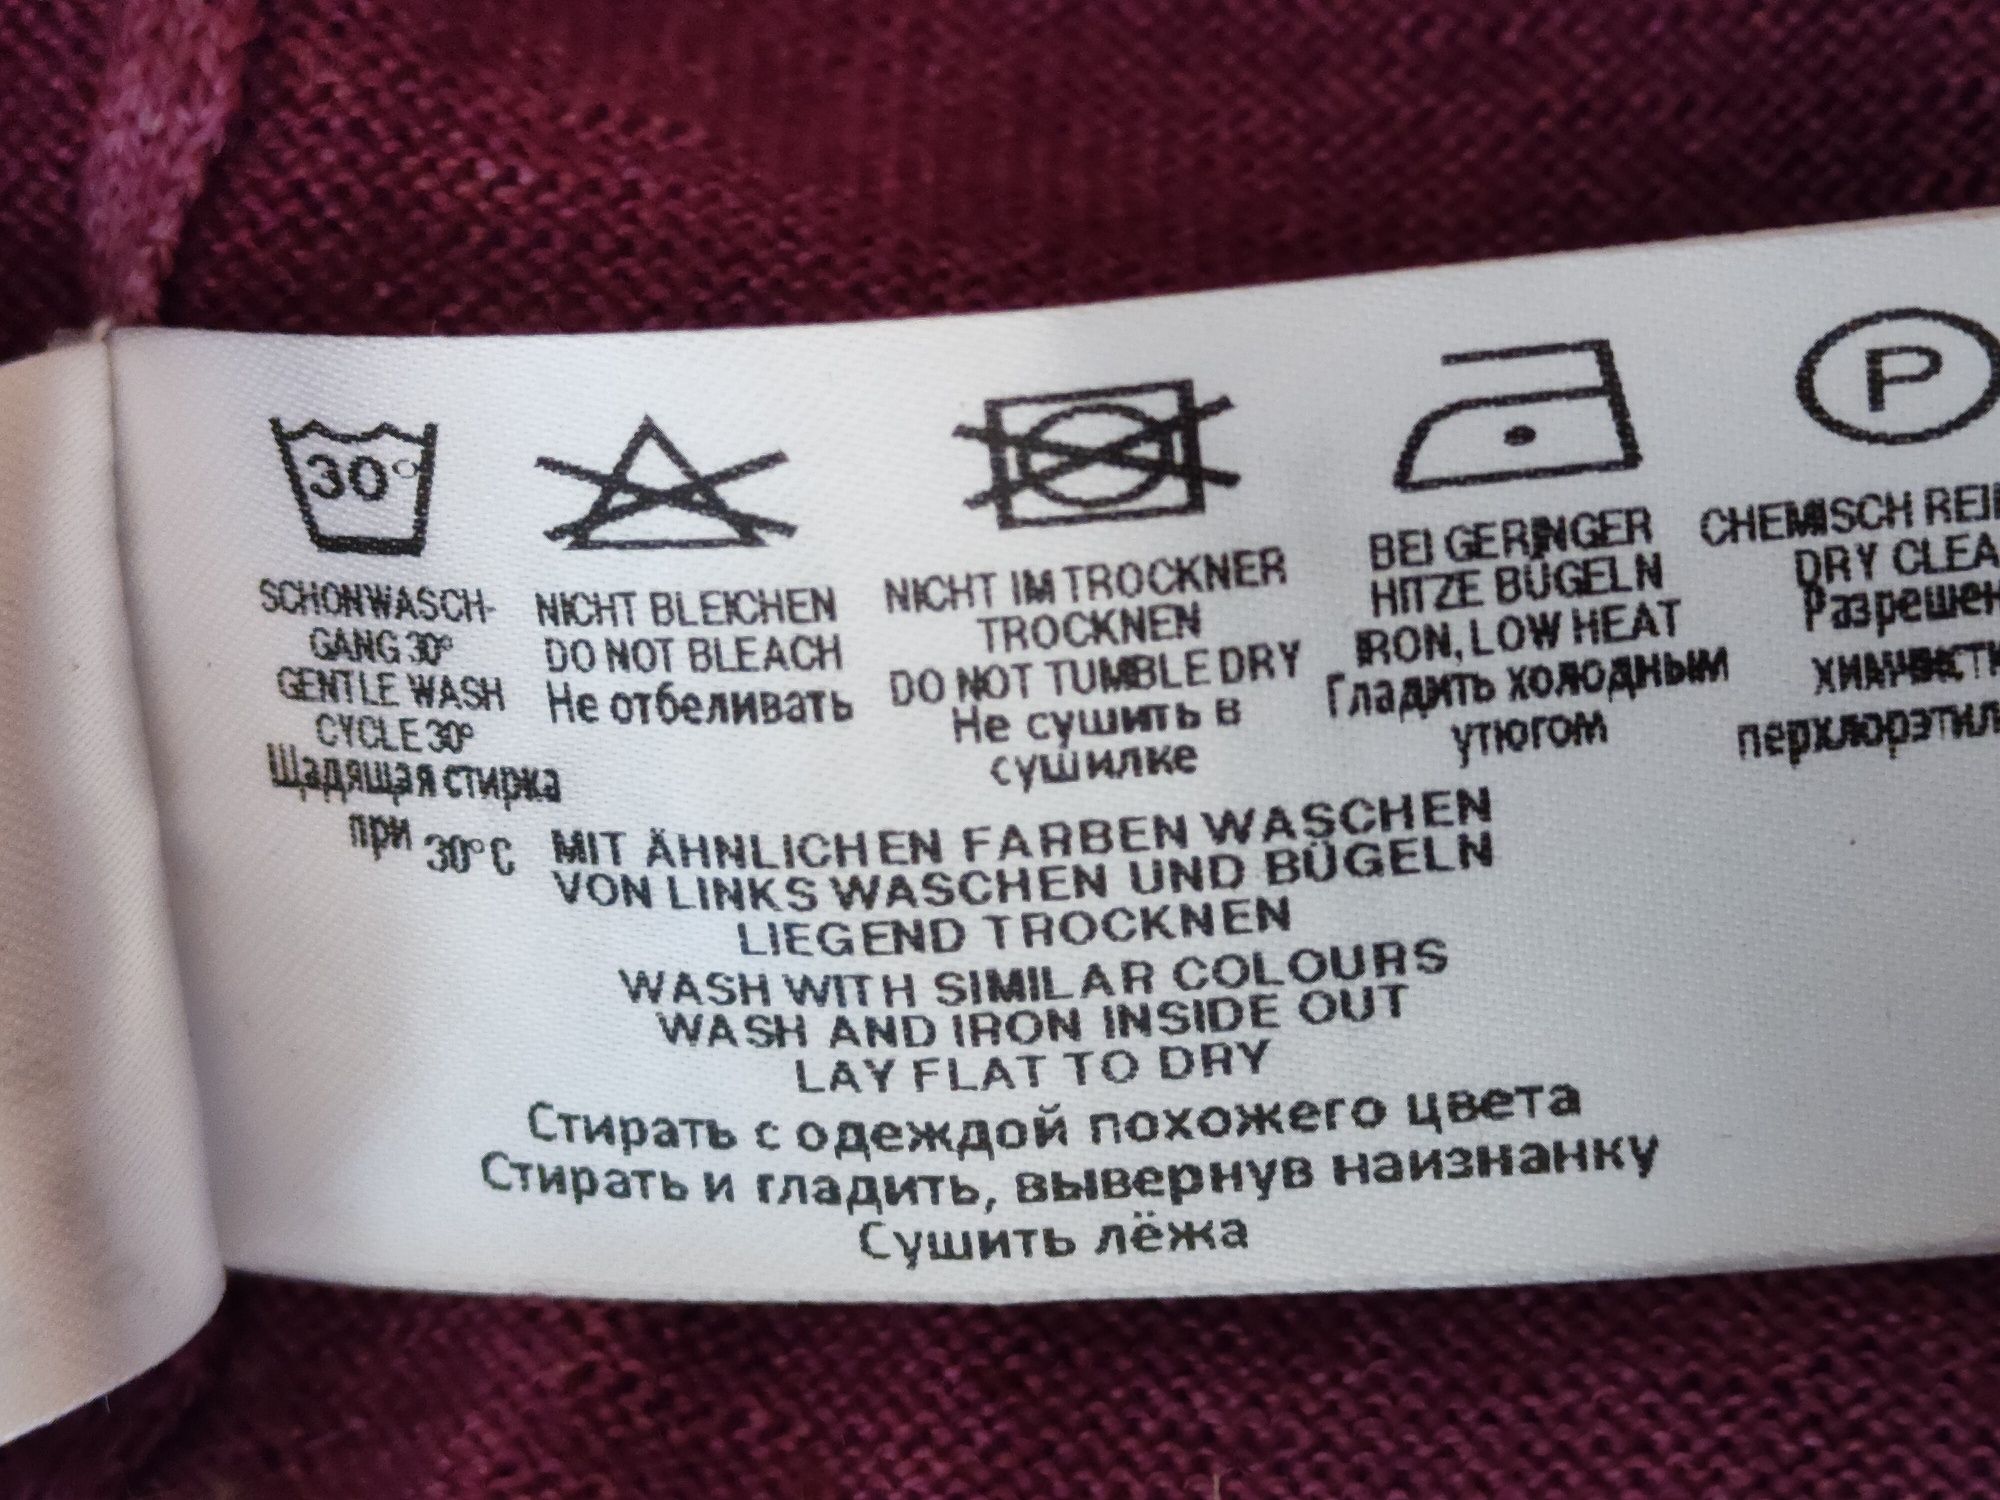 30°
P
SCHONWASCH-
GANG 30°
GENTLE WASH
CYCLE 30°
Щадящая стирка
при 30°C
NICHT BLEICHEN
DO NOT BLEACH
Не отбеливать
NICHT IM TROCKNER
TROCKNEN
DO NOT TUMBLE DRY
Не сушить в
сушилке
BEI GERINGER
HITZE BÜGELN
IRON, LOW HEAT
Гладить холодным
утюгом
CHEMISCH
DRY
MIT ÄHNLICHEN FARBEN WASCHEN
VON LINKS WASCHEN UND BÜGELN
LIEGEND TROCKNEN
WASH WITH SIMILAR COLOURS
WASH AND IRON INSIDE OUT
LAY FLAT TO DRY
Стирать с одеждой похожего цвета
Стирать и гладить, вывернув наизнанку
Сушить лёжа